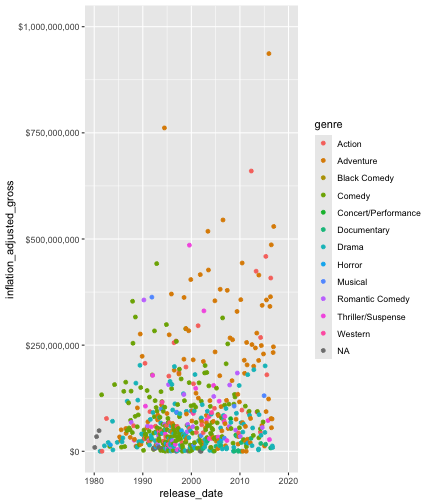 $1,000,000,000
$750,000,000
$500,000,000
$250,000,000
$0
inflation_adjusted_gross
1980 1990 2000 2010 2020
release_date
genre
Action
Adventure
Black Comedy
Comedy
Concert/Performance
Documentary
Drama
Horror
Musical
Romantic Comedy
Thriller/Suspense
Western
NA